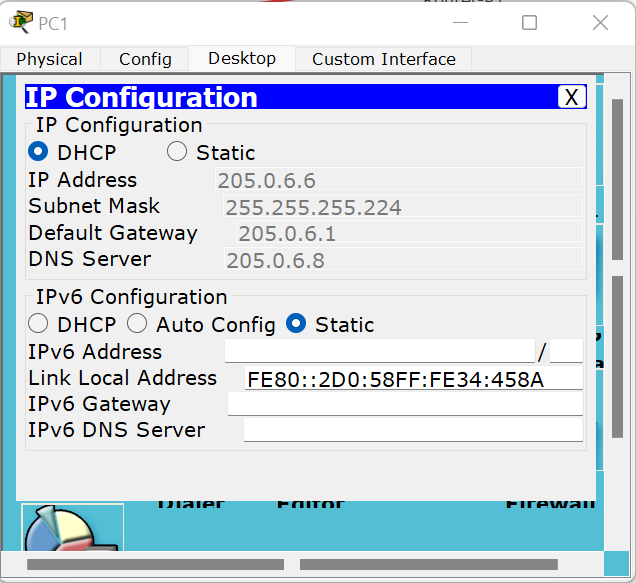 PC1
Physical Config Desktop Custom Interface
IP Configuration X
IP Configuration
DHCP Static
IP Address 205.0.6.6
Subnet Mask 255.255.255.224
Default Gateway 205.0.6.1
DNS Server 205.0.6.8
IPv6 Configuration
DHCP Auto Config Static
IPv6 Address /
Link Local Address FE80::2D0:58FF:FE34:458A
IPv6 Gateway
IPv6 DNS Server
Dialer Editor Firewall